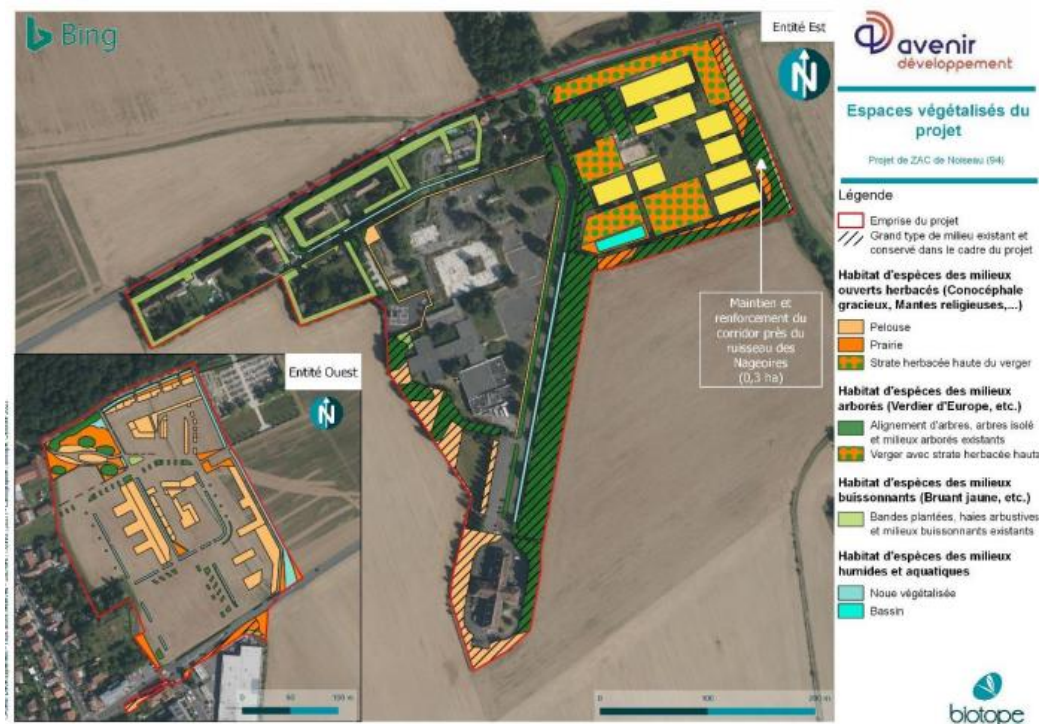 Bing
Entité Est
N
avenir
développement
Espaces végétalisés du
projet
Projet de ZAC de Noiseau (94)
Légende
Emprise du projet
Grand type de milieu existant et
conservé dans le cadre du projet
Habitat d'espèces des milieux
ouverts herbacés (Conocéphale
gracieux, Mantes religieuses,...)
Pelouse
Prairie
Strate herbacée haute du verger
Habitat d'espèces des milieux
arborés (Verdier d'Europe, etc.)
Alignement d'arbres, arbres isolé
et milieux arborés existants
Verger avec strate herbacée haute
Habitat d'espèces des milieux
buissonnants (Bruant jaune, etc.)
Bandes plantées, haies arbustives
et milieux buissonnants existants
Habitat d'espèces des milieux
humides et aquatiques
Noue végétalisée
Bassin
biotope
Maintien et
renforcement du
corridor près du
ruisseau des
Nageoires
(0,3 ha)
Entité Ouest
N
0 100 200 m